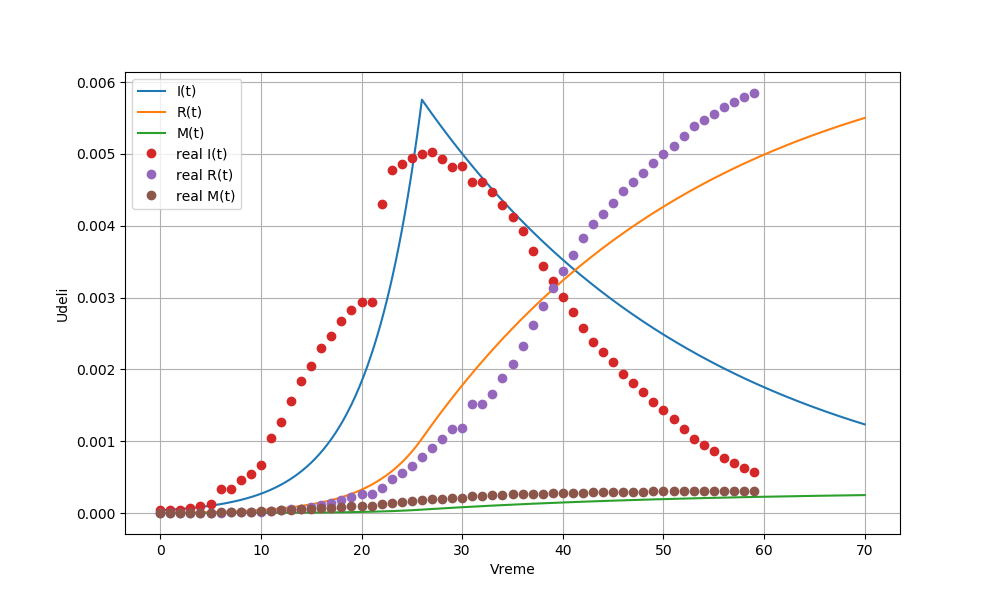 0.006
0.005
0.004
0.003
0.002
0.001
0.000
Udeli
I(t)
R(t)
M(t)
real I(t)
real R(t)
real M(t)
0 10 20 30 40 50 60 70
Vreme